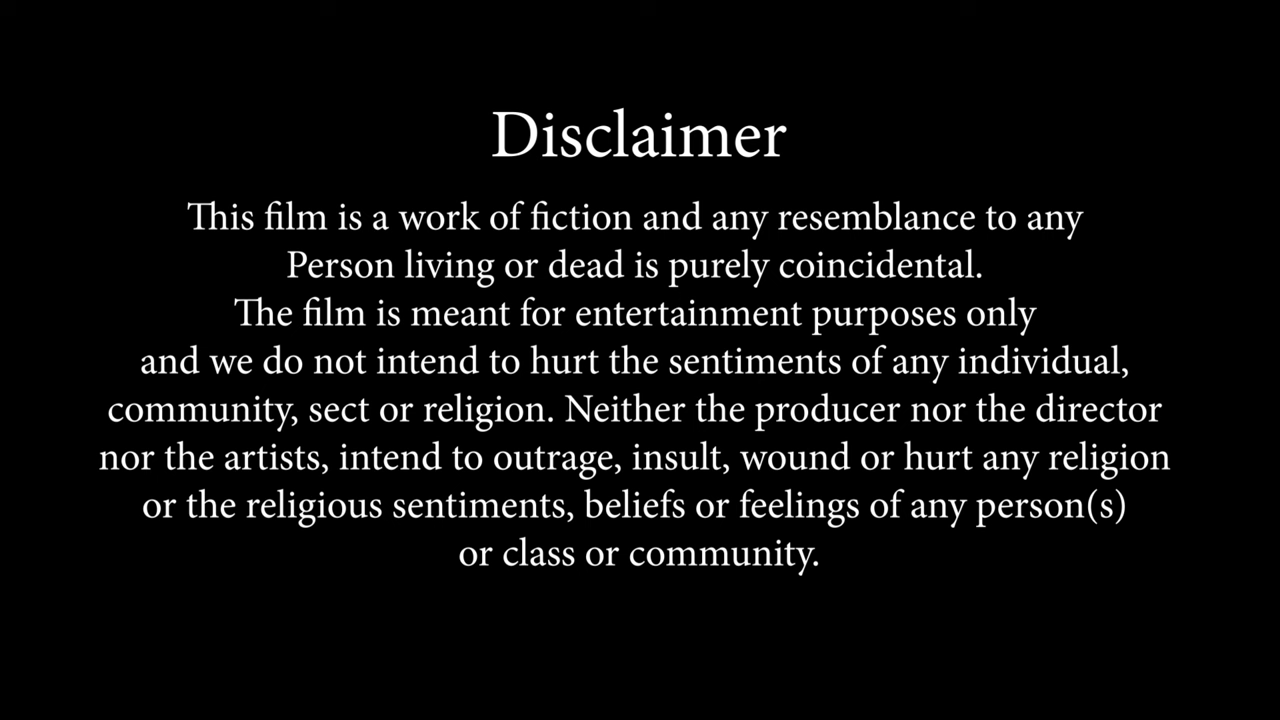 Disclaimer
This film is a work of fiction and any resemblance to any
Person living or dead is purely coincidental.
The film is meant for entertainment purposes only
and we do not intend to hurt the sentiments of any individual,
community, sect or religion. Neither the producer nor the director
nor the artists, intend to outrage, insult, wound or hurt any religion
or the religious sentiments, beliefs or feelings of any person(s)
or class or community.